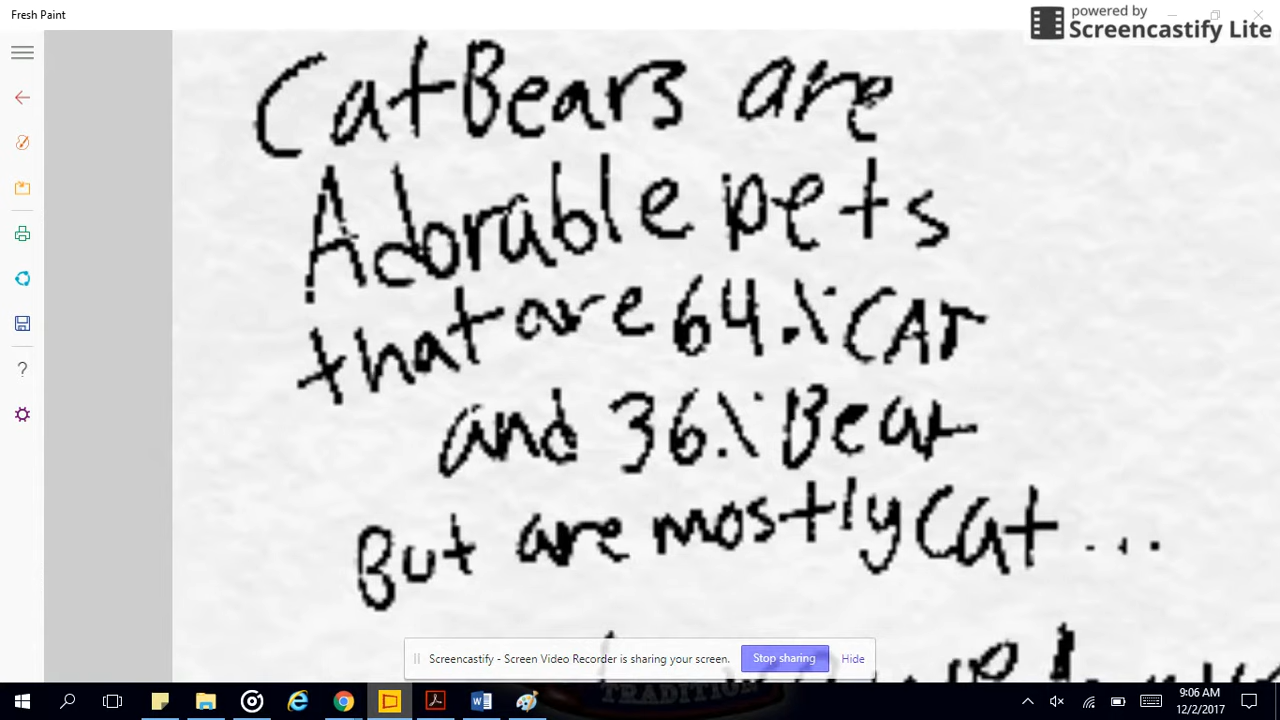 Fresh Paint
powered by
Screencastify Lite
CatBears are
Adorable pets
that are 64% CAT
and 36% Bear
But are mostly Cat ...
Screencastify - Screen Video Recorder is sharing your screen.
Stop sharing
Hide
TRADITION
9:06 AM
12/2/2017